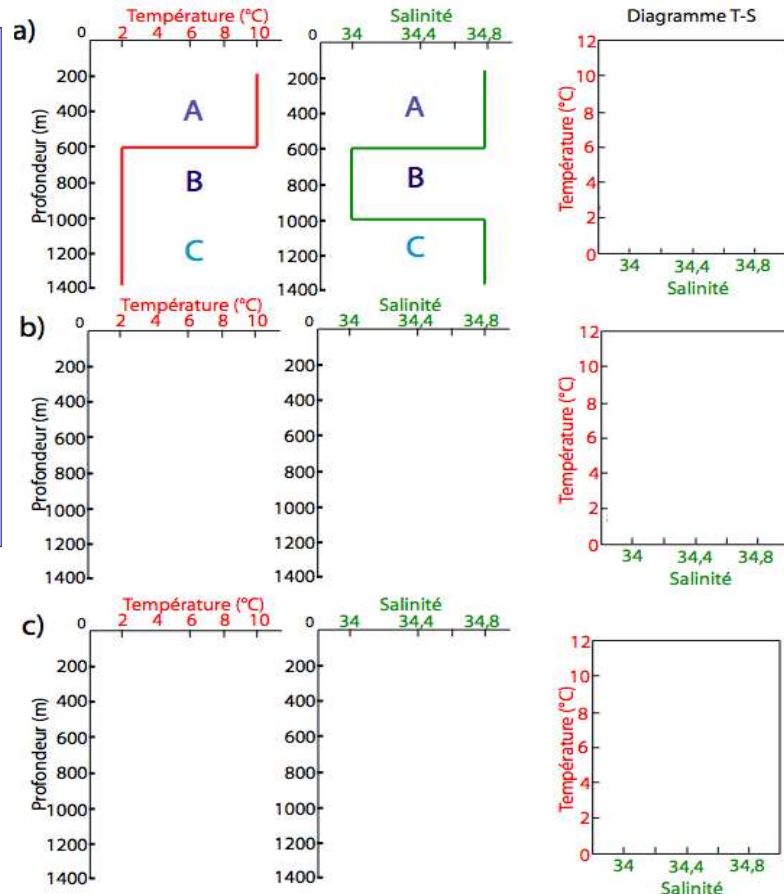 a)
Température (°C)
0 2 4 6 8 10
Profondeur (m)
200
400
600
800
1000
1200
1400
A
B
C
Salinité
0 34 34,4 34,8
200
400
600
800
1000
1200
1400
A
B
C
Diagramme T-S
Température (°C)
12
10
8
6
4
2
0
34 34,4 34,8
Salinité
b)
Température (°C)
0 2 4 6 8 10
Profondeur (m)
200
400
600
800
1000
1200
1400
Salinité
0 34 34,4 34,8
200
400
600
800
1000
1200
1400
Température (°C)
12
10
8
6
4
2
0
34 34,4 34,8
Salinité
c)
Température (°C)
0 2 4 6 8 10
Profondeur (m)
200
400
600
800
1000
1200
1400
Salinité
0 34 34,4 34,8
200
400
600
800
1000
1200
1400
Température (°C)
12
10
8
6
4
2
0
34 34,4 34,8
Salinité